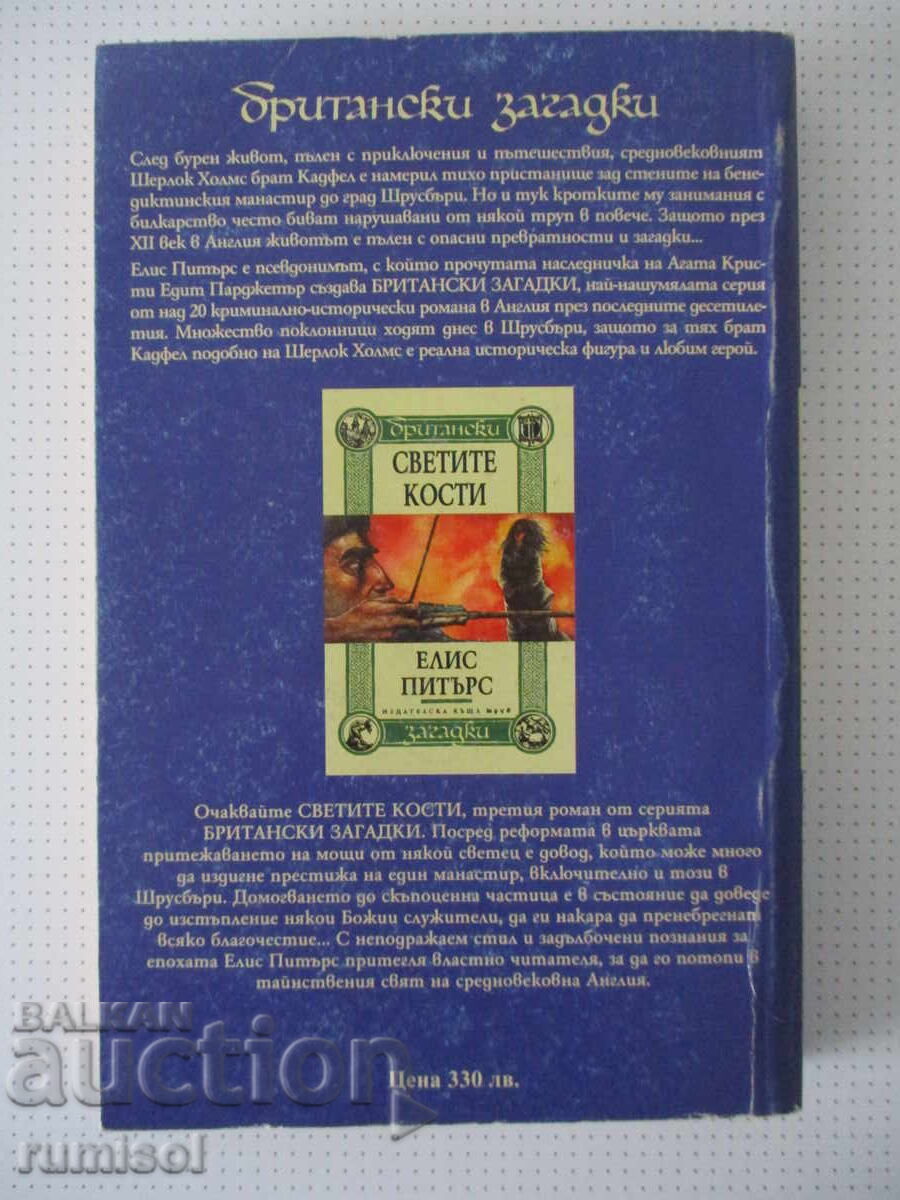 британски загадки
След бурен живот, пълен с приключения и пътешествия, средновековният
Шерлок Холмс брат Кадфел е намерил тихо пристанище зад стените на бене-
диктинския манастир до град Шрусбъри. Но и тук кротките му занимания с
билкарство често биват нарушавани от някой труп в повече. Защото през
XII век в Англия животът е пълен с опасни превратности и загадки...
Елис Питърс е псевдонимът, с който прочутата наследничка на Агата Крис-
ти Едит Парджетър създава БРИТАНСКИ ЗАГАДКИ, най-нашумялата серия
от над 20 криминално-исторически романа в Англия през последните десетиле-
тия. Множество поклонници ходят днес в Шрусбъри, защото за тях брат
Кадфел подобно на Шерлок Холмс е реална историческа фигура и любим герой.
британски
СВЕТИТЕ
КОСТИ
ЕЛИС
ПИТЪРС
ИЗДАТЕЛСКА КЪЩА труд
загадки
Очаквайте СВЕТИТЕ КОСТИ, третия роман от серията
БРИТАНСКИ ЗАГАДКИ. Посред реформата в църквата
притежаването на мощи от някой светец е довод, който може много
да издигне престижа на един манастир, включително и този в
Шрусбъри. Домогването до скъпоценна частица е в състояние да доведе
до изстъпление някои Божии служители, да ги накара да пренебрегнат
всяко благочестие... С неподражаем стил и задълбочени познания за
епохата Елис Питърс притегля властно читателя, за да го потопи в
тайнствения свят на средновековна Англия.
Цена 330 лв.
BALKAN
auction
rumisol